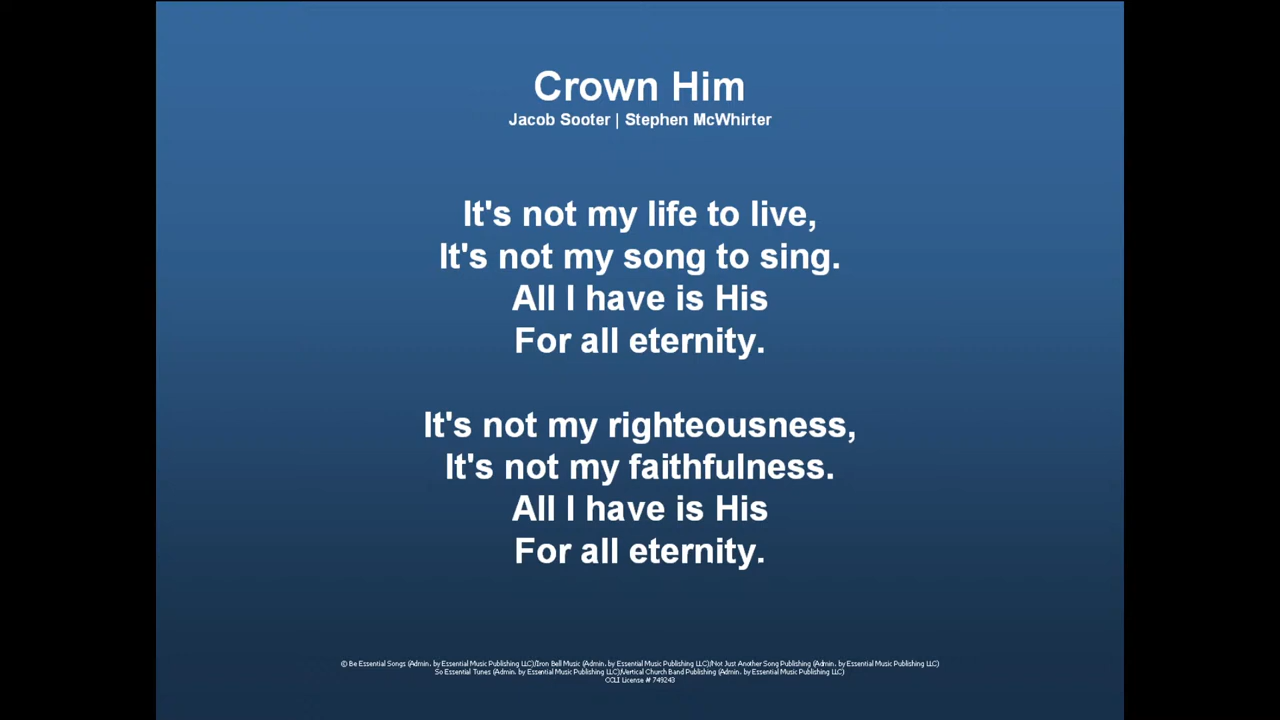 Crown Him
Jacob Sooter | Stephen McWhirter
It's not my life to live,
It's not my song to sing.
All I have is His
For all eternity.
It's not my righteousness,
It's not my faithfulness.
All I have is His
For all eternity.
© Be Essential Songs (Admin. by Essential Music Publishing LLC)/Iron Bell Music (Admin. by Essential Music Publishing LLC)/Not Just Another Song Publishing (Admin. by Essential Music Publishing LLC)
So Essential Tunes (Admin. by Essential Music Publishing LLC)/Vertical Church Band Publishing (Admin. by Essential Music Publishing LLC)
CCLI License # 749243